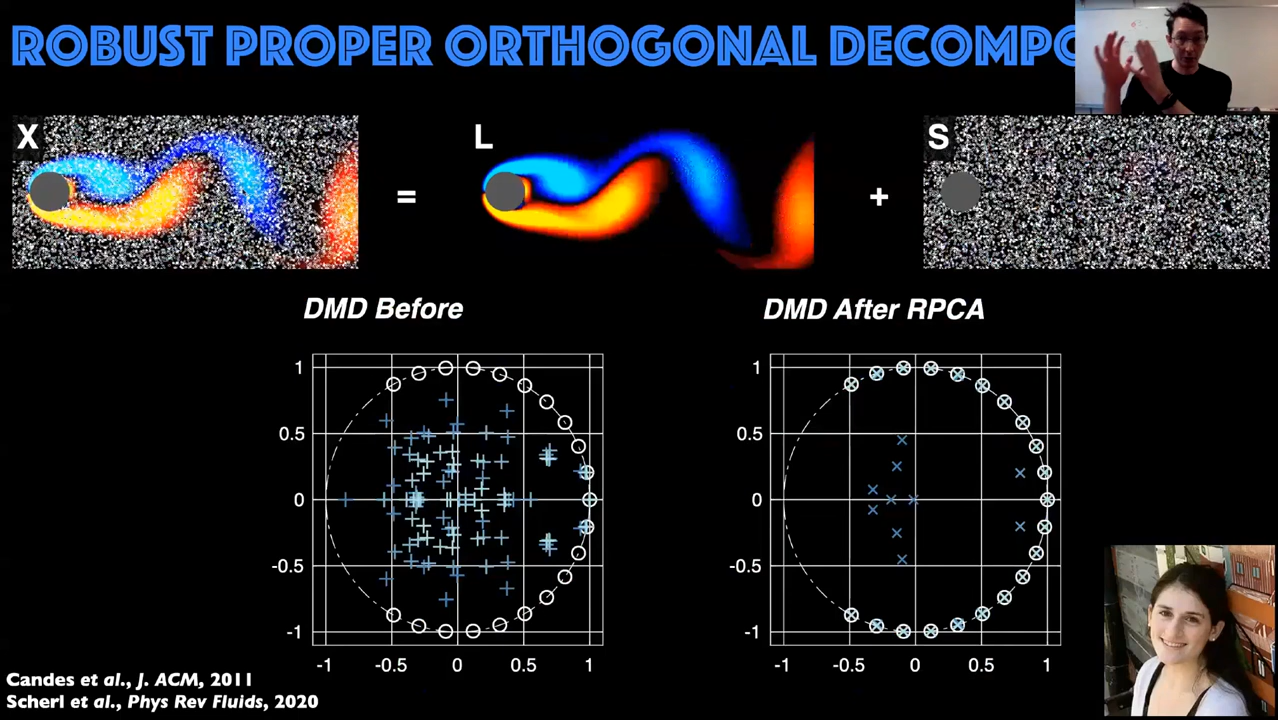 ROBUST PROPER ORTHOGONAL DECOMPO
X
=
L
+
S
DMD Before
DMD After RPCA
1
0.5
0
-0.5
-1
-1 -0.5 0 0.5 1
1
0.5
0
-0.5
-1
-1 -0.5 0 0.5 1
Candes et al., J. ACM, 2011
Scherl et al., Phys Rev Fluids, 2020